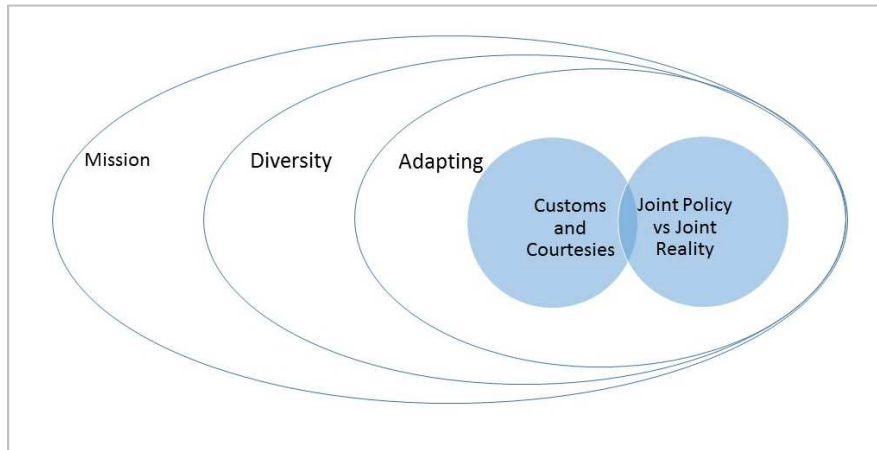 Mission
Diversity
Adapting
Customs
and
Courtesies
Joint Policy
vs Joint
Reality